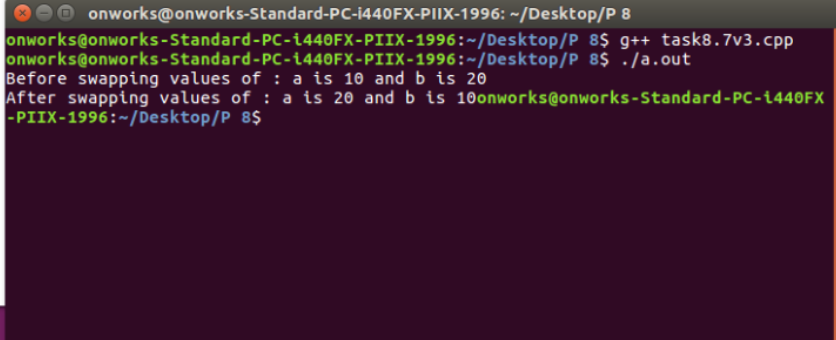 onworks@onworks-Standard-PC-i440FX-PIIX-1996: ~/Desktop/P 8
onworks@onworks-Standard-PC-i440FX-PIIX-1996:~/Desktop/P 8$ g++ task8.7v3.cpp
onworks@onworks-Standard-PC-i440FX-PIIX-1996:~/Desktop/P 8$ ./a.out
Before swapping values of : a is 10 and b is 20
After swapping values of : a is 20 and b is 10onworks@onworks-Standard-PC-i440FX
-PIIX-1996:~/Desktop/P 8$